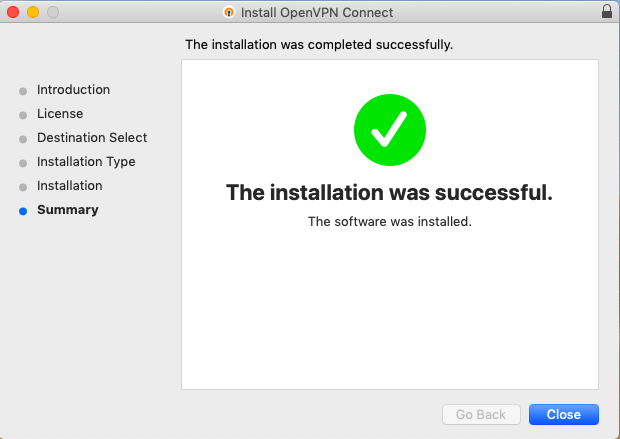 Install OpenVPN Connect
The installation was completed successfully.
Introduction
License
Destination Select
Installation Type
Installation
Summary
The installation was successful.
The software was installed.
Go Back
Close